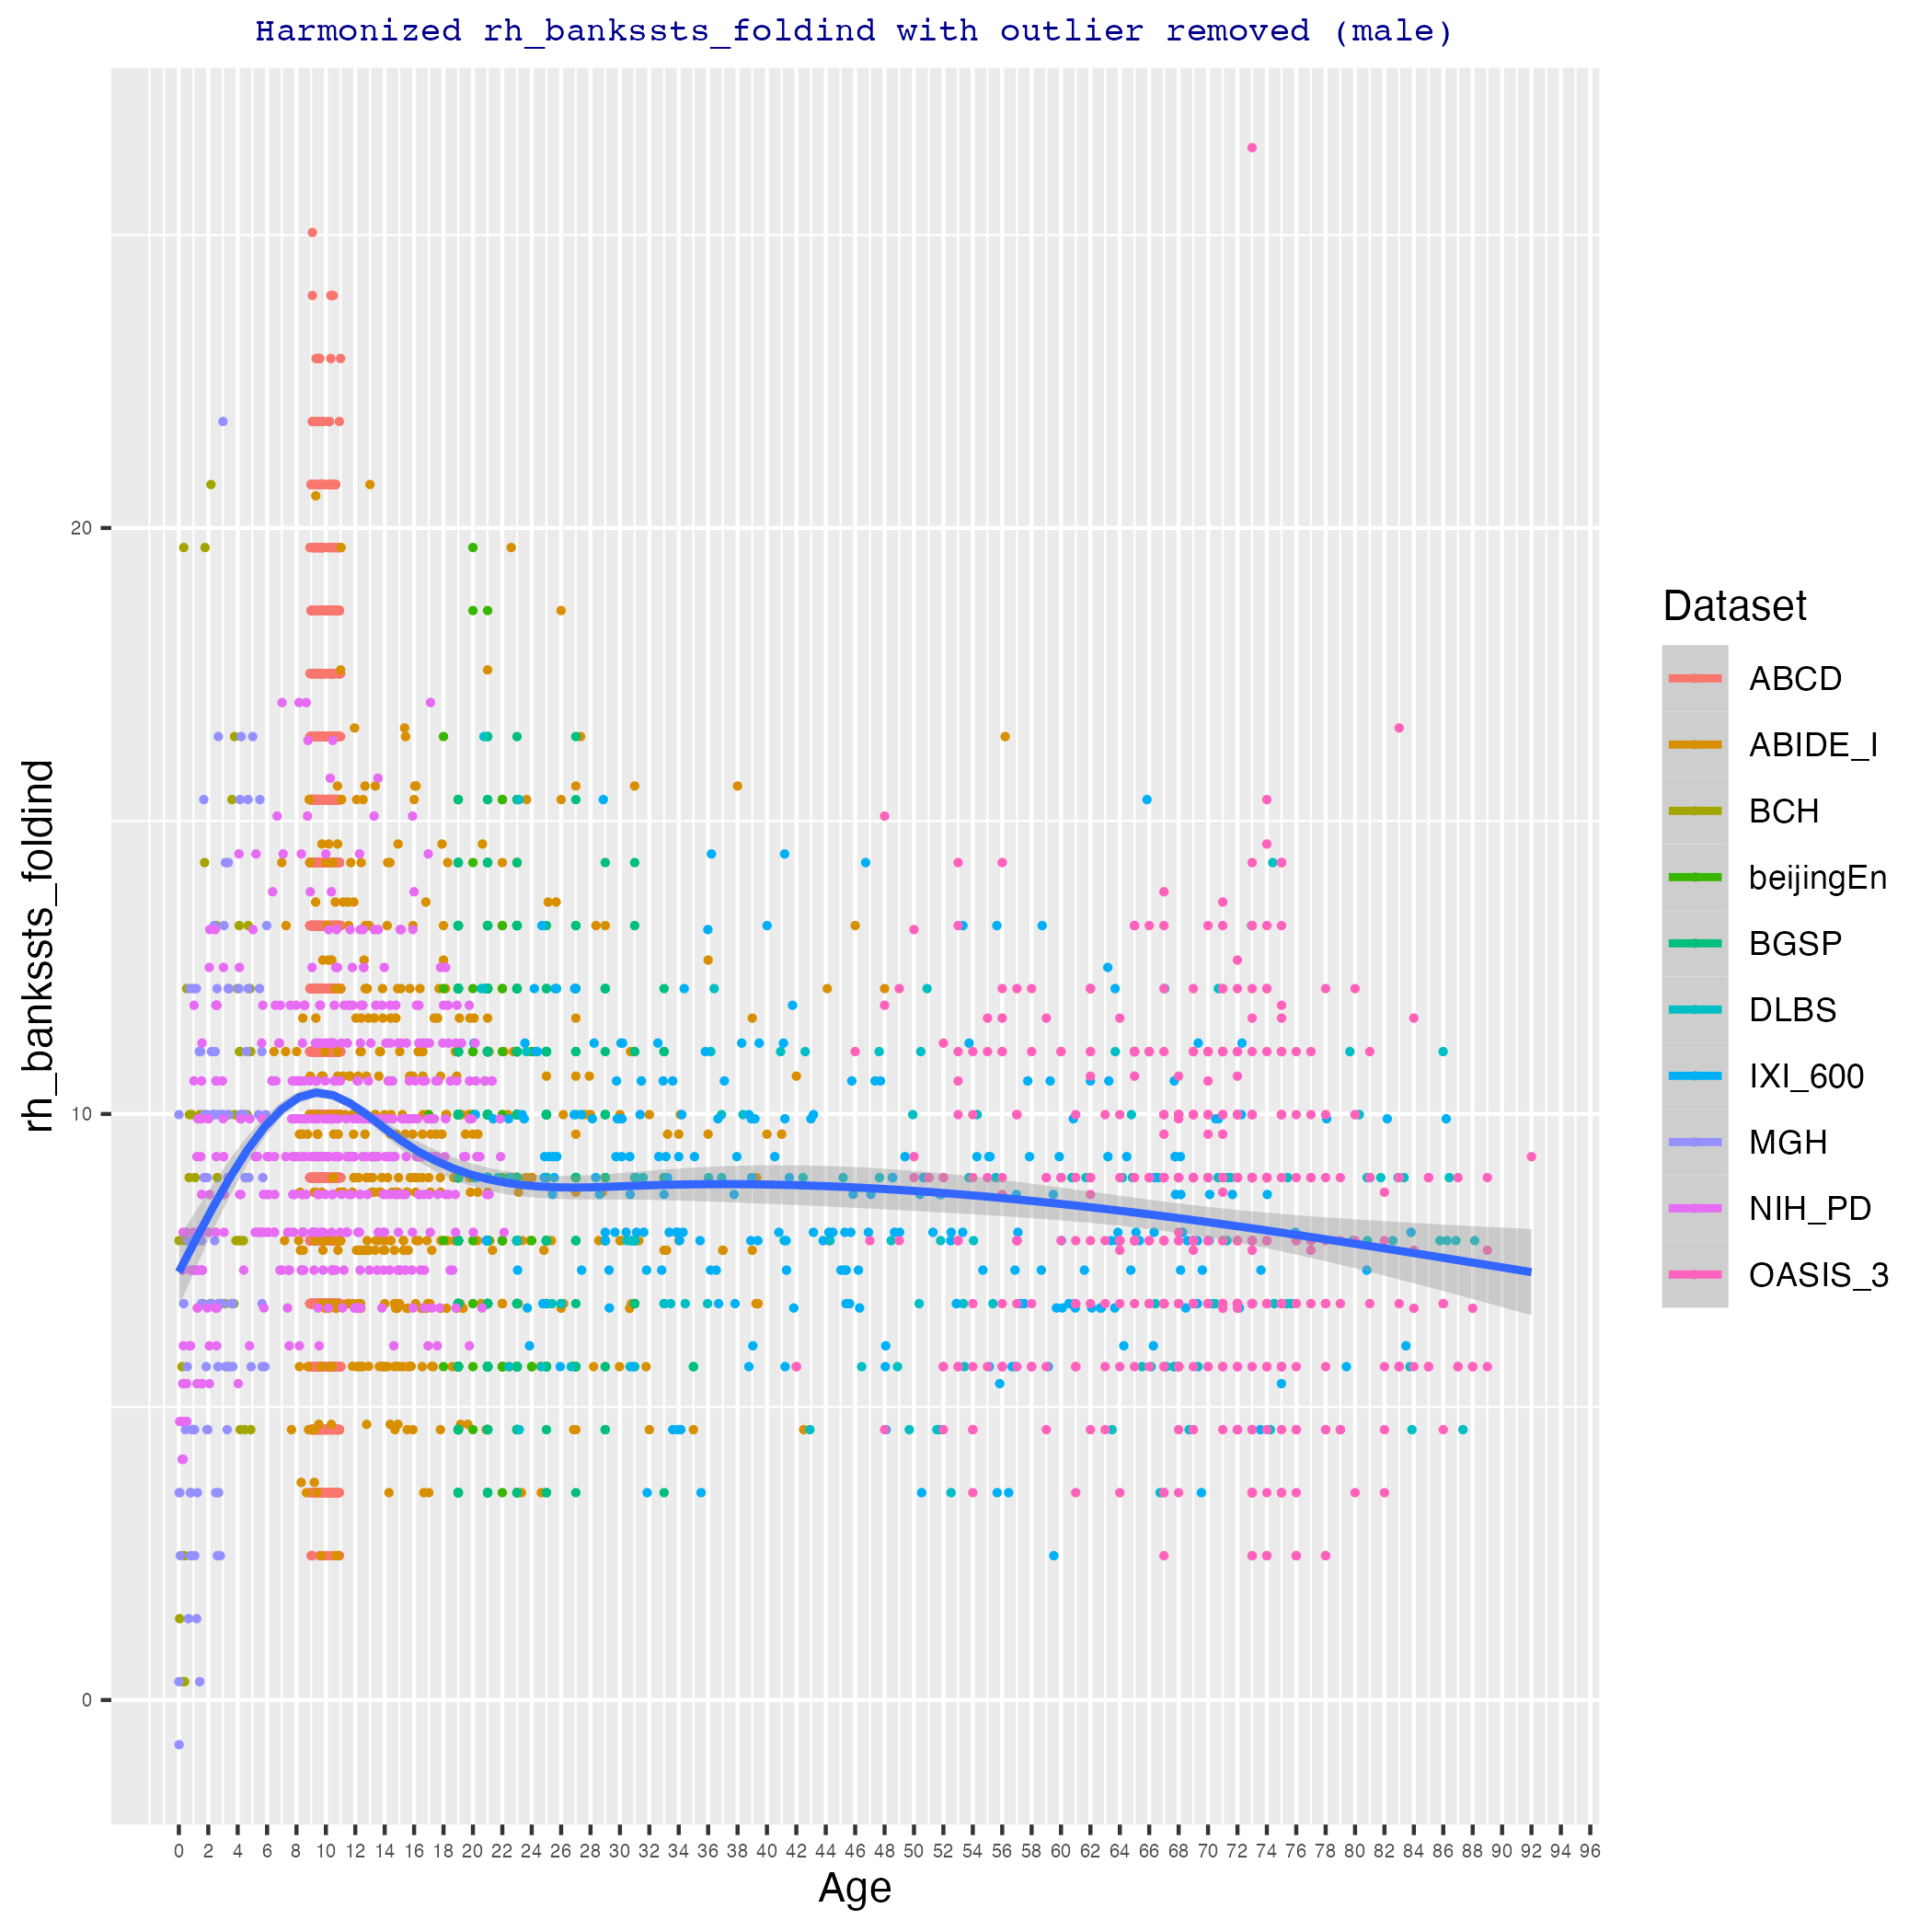 Harmonized rh_bankssts_foldind with outlier removed (male)
rh_bankssts_foldind
20
10
0
0 2 4 6 8 10 12 14 16 18 20 22 24 26 28 30 32 34 36 38 40 42 44 46 48 50 52 54 56 58 60 62 64 66 68 70 72 74 76 78 80 82 84 86 88 90 92 94 96
Age
Dataset
ABCD
ABIDE_I
BCH
beijingEn
BGSP
DLBS
IXI_600
MGH
NIH_PD
OASIS_3